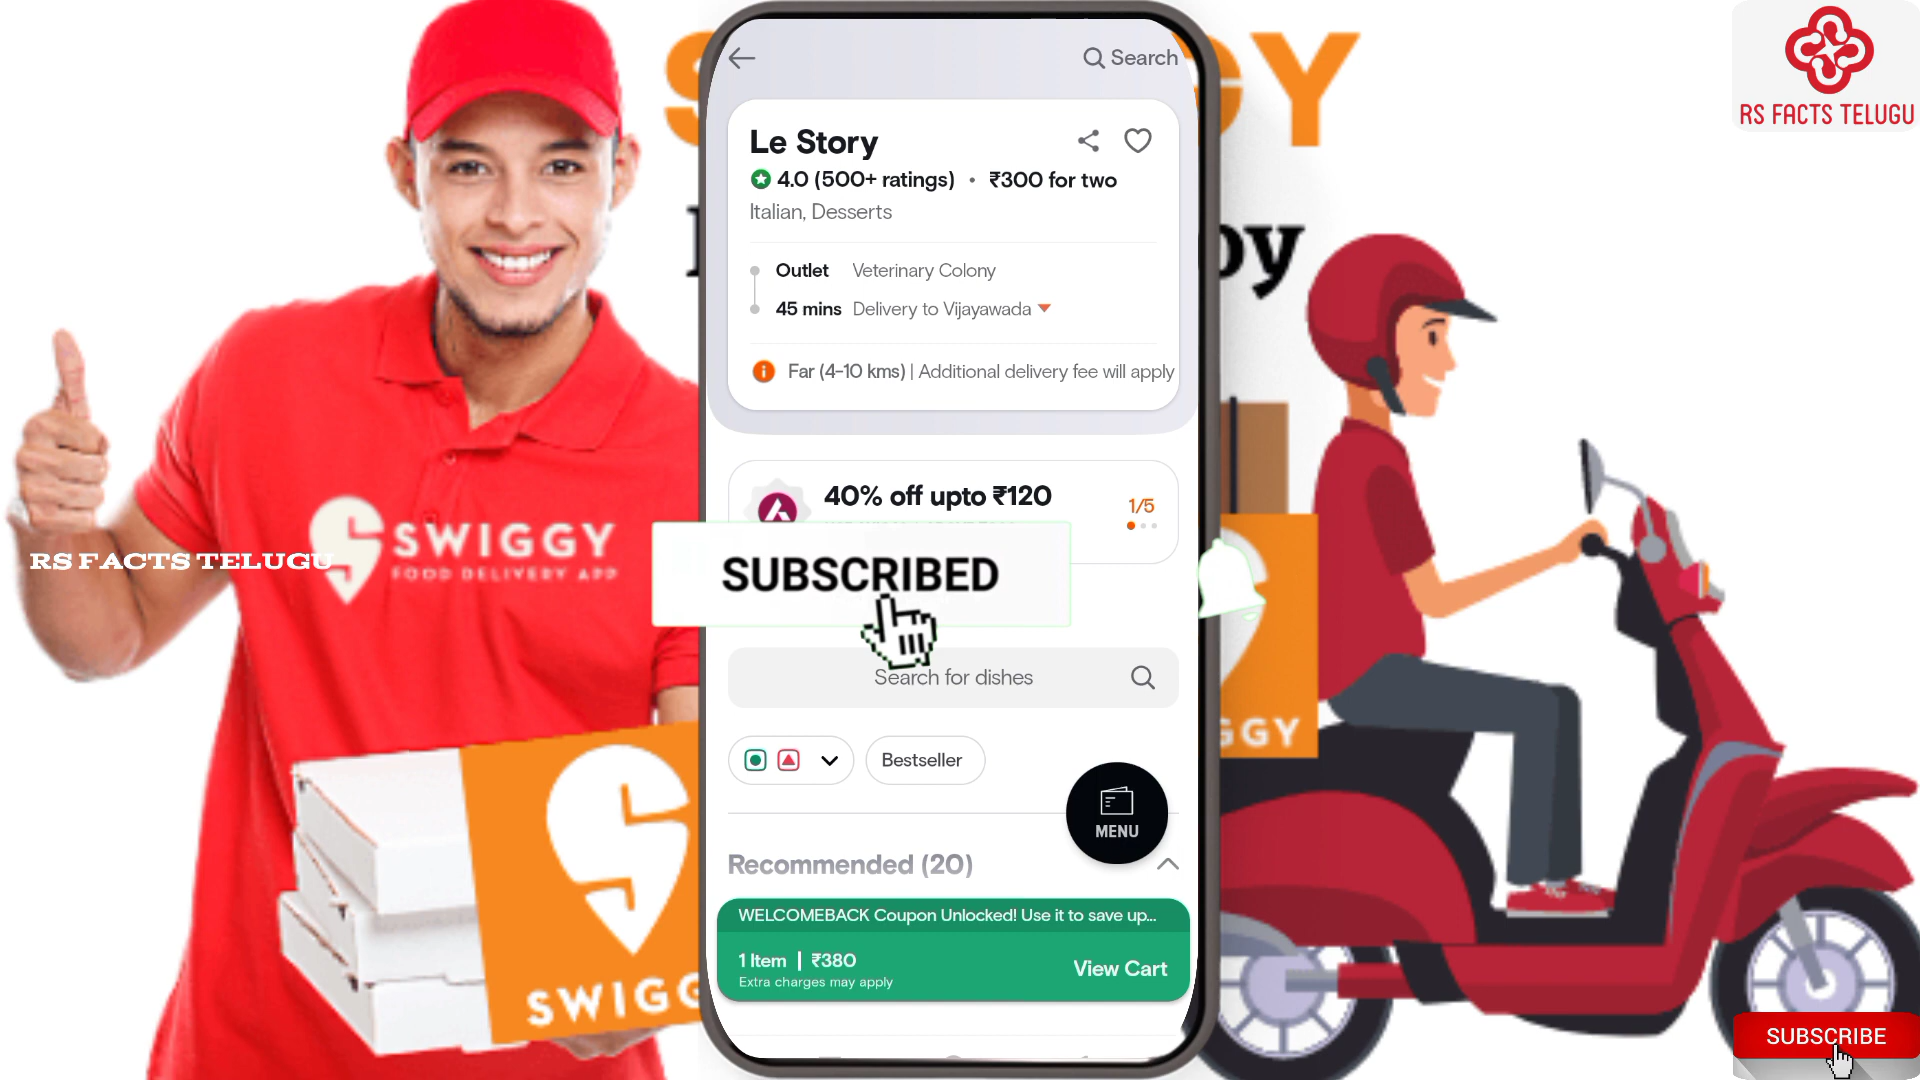 Search
RS FACTS TELUGU
Le Story
4.0 (500+ ratings) • ₹300 for two
Italian, Desserts
Outlet Veterinary Colony
45 mins Delivery to Vijayawada
Far (4-10 kms) | Additional delivery fee will apply
40% off upto ₹120
1/5
SWIGGY
FOOD DELIVERY APP
RS FACTS TELUGU
SUBSCRIBED
Search for dishes
Bestseller
MENU
Recommended (20)
WELCOMEBACK Coupon Unlocked! Use it to save up...
1 Item | ₹380
View Cart
Extra charges may apply
SWIGG
GGY
SUBSCRIBE